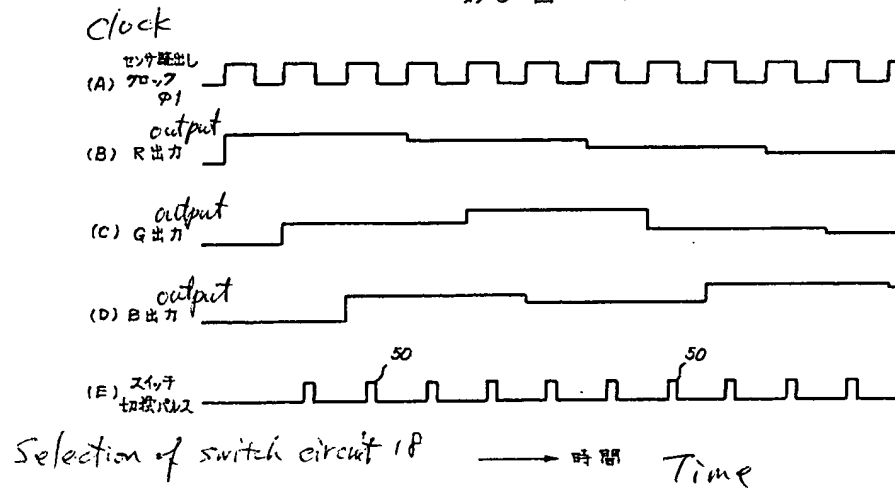 Clock
センサ読出し
(A) クロック
φ1
output
(B) R出力
output
(C) G出力
output
(D) B出力
50
50
(E) スイッチ
切換パルス
Selection of switch circuit 18
時間
Time